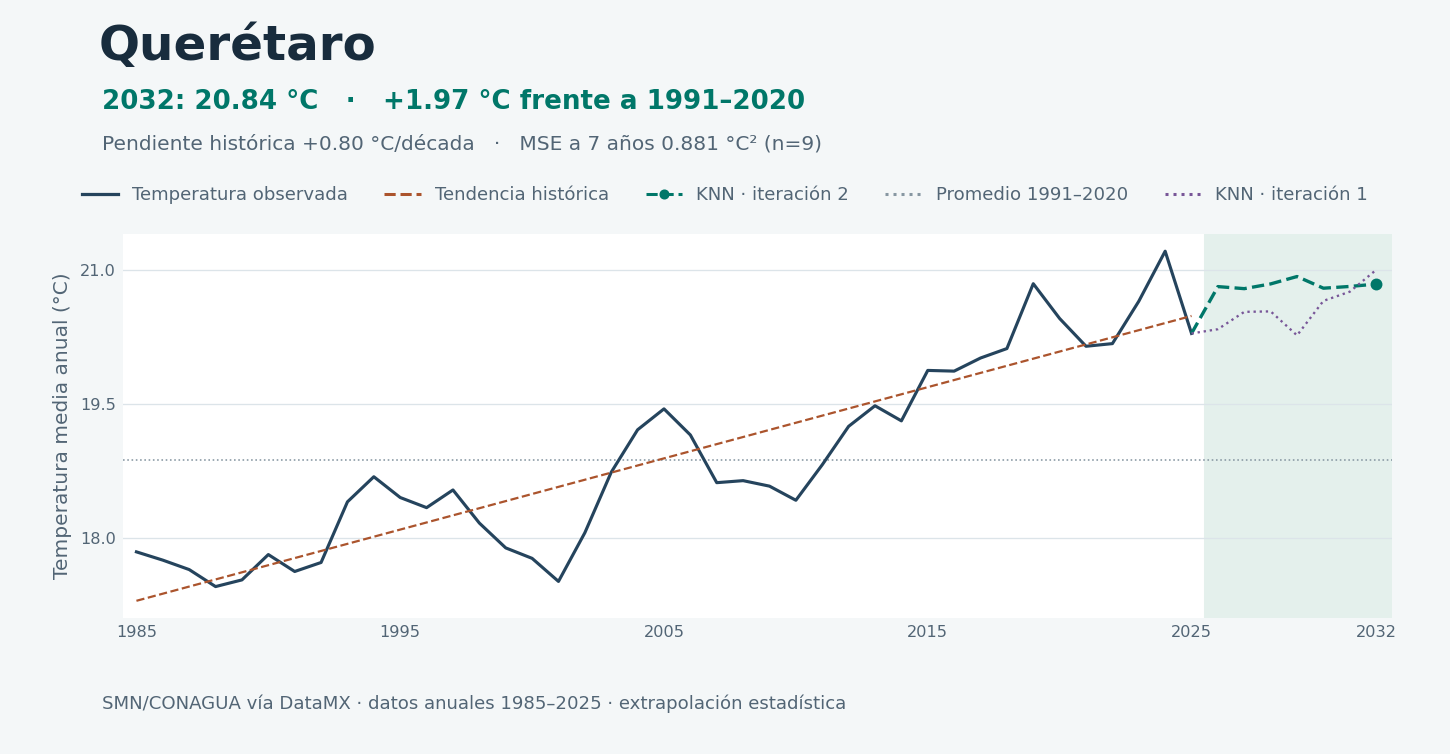 Querétaro
2032: 20.84 °C · +1.97 °C frente a 1991–2020
Pendiente histórica +0.80 °C/década · MSE a 7 años 0.881 °C² (n=9)
Temperatura observada Tendencia histórica KNN · iteración 2 Promedio 1991–2020 KNN · iteración 1
Temperatura media anual (°C)
21.0
19.5
18.0
1985 1995 2005 2015 2025 2032
SMN/CONAGUA vía DataMX · datos anuales 1985–2025 · extrapolación estadística